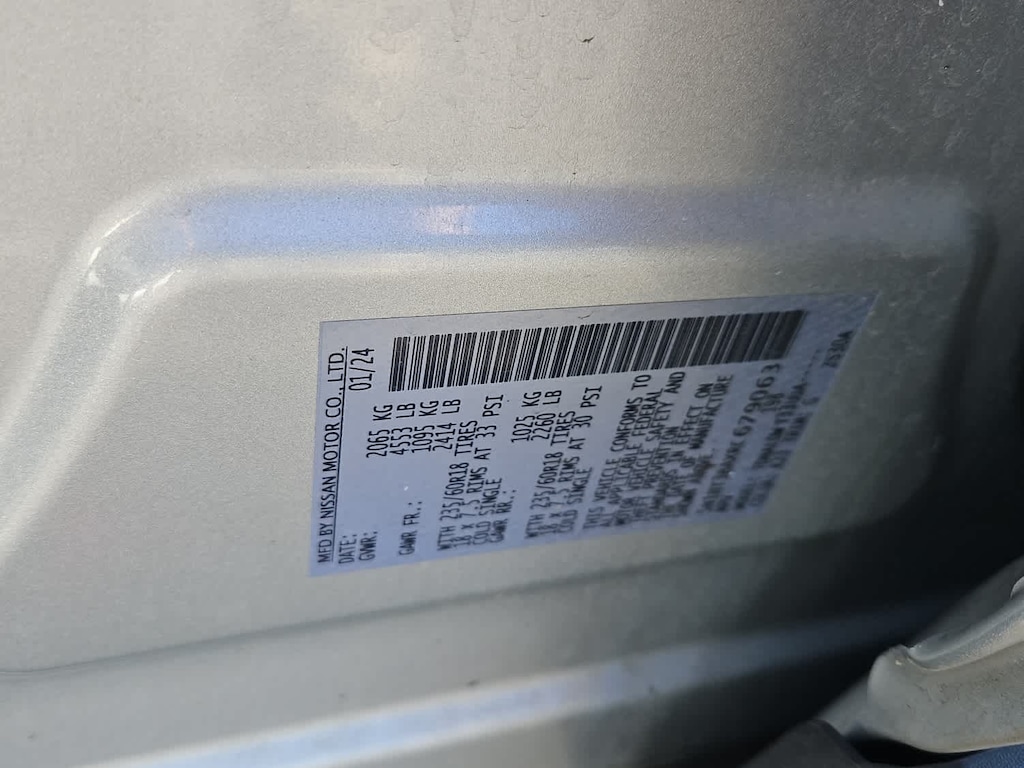 MFD BY NISSAN MOTOR CO., LTD.
DATE: 01/24
GVWR: 2065 KG
4553 LB
GAWR FR.: 1095 KG
2414 LB
WITH 235/60R18 TIRES
18 X 7.5 RIMS AT 33 PSI
COLD SINGLE
GAWR RR.: 1025 KG
2260 LB
WITH 235/60R18 TIRES
18 X 7.5 RIMS AT 30 PSI
COLD SINGLE
THIS VEHICLE CONFORMS TO
ALL APPLICABLE FEDERAL
MOTOR VEHICLE SAFETY AND
THEFT PREVENTION
STANDARDS IN EFFECT ON
THE DATE OF MANUFACTURE
SHOWN ABOVE.